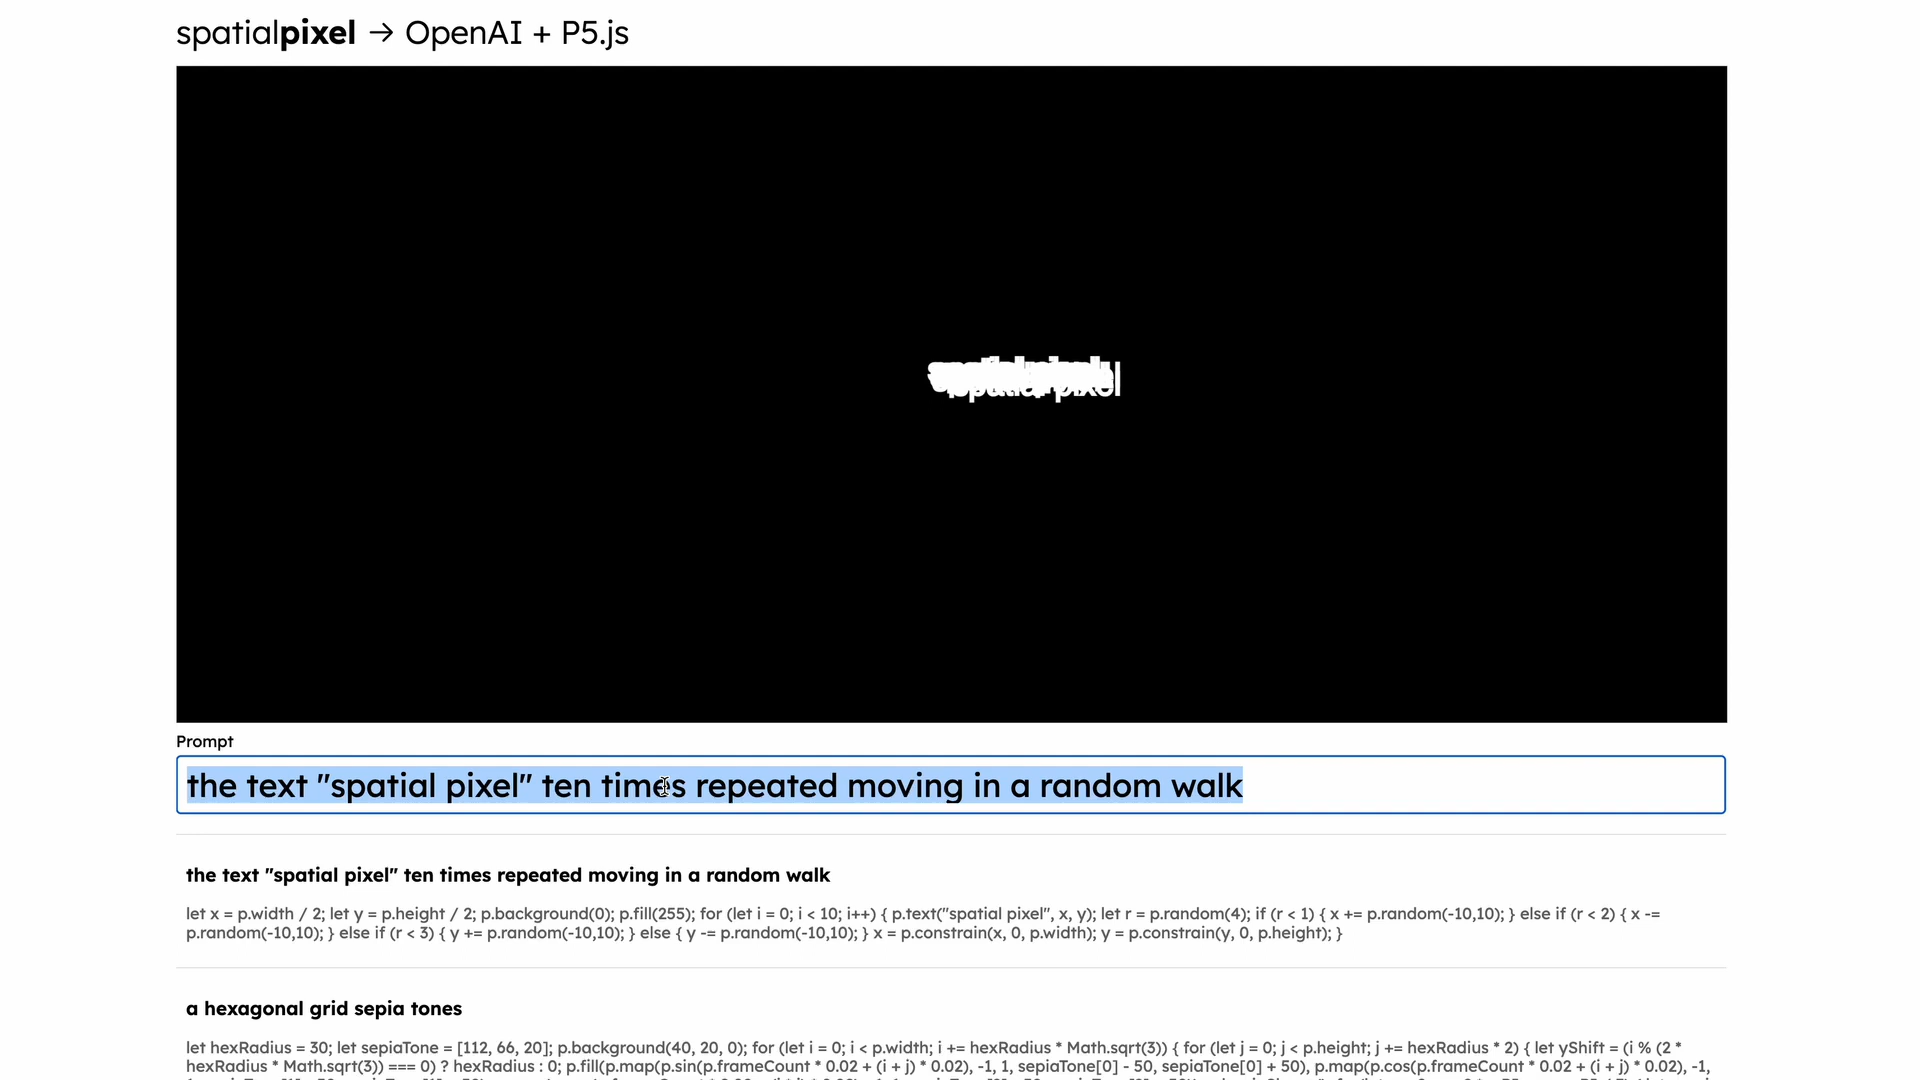 spatialpixel → OpenAI + P5.js
spatial pixel
Prompt
the text "spatial pixel" ten times repeated moving in a random walk
the text "spatial pixel" ten times repeated moving in a random walk
let x = p.width / 2; let y = p.height / 2; p.background(0); p.fill(255); for (let i = 0; i < 10; i++) { p.text("spatial pixel", x, y); let r = p.random(4); if (r < 1) { x += p.random(-10,10); } else if (r < 2) { x -=
p.random(-10,10); } else if (r < 3) { y += p.random(-10,10); } else { y -= p.random(-10,10); } x = p.constrain(x, 0, p.width); y = p.constrain(y, 0, p.height); }
a hexagonal grid sepia tones
let hexRadius = 30; let sepiaTone = [112, 66, 20]; p.background(40, 20, 0); for (let i = 0; i < p.width; i += hexRadius * Math.sqrt(3)) { for (let j = 0; j < p.height; j += hexRadius * 2) { let yShift = (i % (2 *
hexRadius * Math.sqrt(3)) === 0) ? hexRadius : 0; p.fill(p.map(p.sin(p.frameCount * 0.02 + (i + j) * 0.02), -1, 1, sepiaTone[0] - 50, sepiaTone[0] + 50), p.map(p.cos(p.frameCount * 0.02 + (i + j) * 0.02), -1,